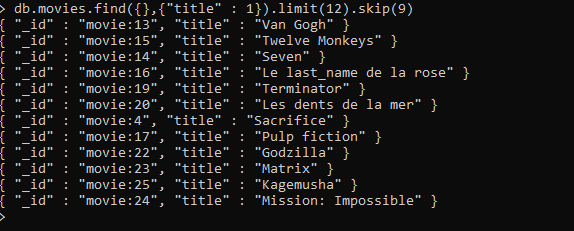 > db.movies.find({},{"title" : 1}).limit(12).skip(9)
{ "_id" : "movie:13", "title" : "Van Gogh" }
{ "_id" : "movie:15", "title" : "Twelve Monkeys" }
{ "_id" : "movie:14", "title" : "Seven" }
{ "_id" : "movie:16", "title" : "Le last_name de la rose" }
{ "_id" : "movie:19", "title" : "Terminator" }
{ "_id" : "movie:20", "title" : "Les dents de la mer" }
{ "_id" : "movie:4", "title" : "Sacrifice" }
{ "_id" : "movie:17", "title" : "Pulp fiction" }
{ "_id" : "movie:22", "title" : "Godzilla" }
{ "_id" : "movie:23", "title" : "Matrix" }
{ "_id" : "movie:25", "title" : "Kagemusha" }
{ "_id" : "movie:24", "title" : "Mission: Impossible" }
>